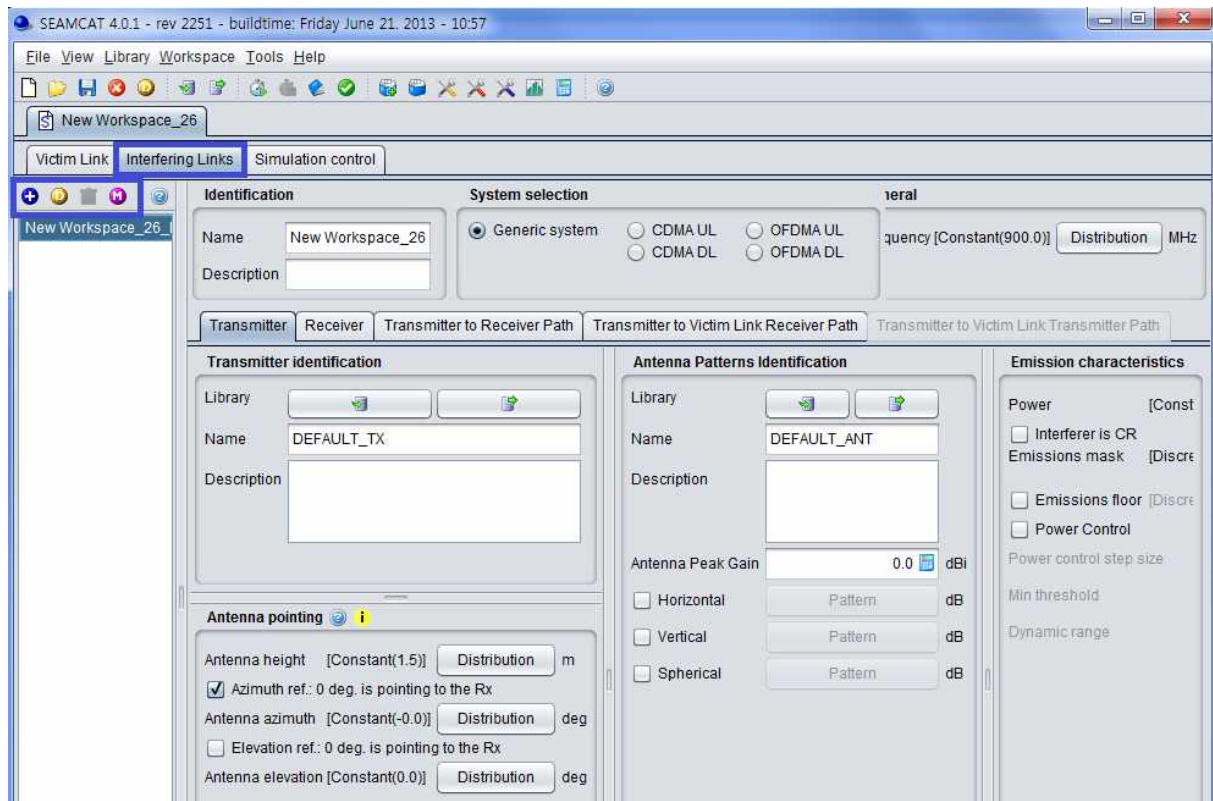 SEAMCAT 4.0.1 - rev 2251 - buildtime: Friday June 21. 2013 - 10:57
File View Library Workspace Tools Help
New Workspace_26
Victim Link Interfering Links Simulation control
New Workspace_26_
Identification
Name New Workspace_26
Description
System selection
Generic system CDMA UL OFDMA UL
CDMA DL OFDMA DL
neral
quency [Constant(900.0)] Distribution MHz
Transmitter Receiver Transmitter to Receiver Path Transmitter to Victim Link Receiver Path Transmitter to Victim Link Transmitter Path
Transmitter identification
Library
Name DEFAULT_TX
Description
Antenna pointing i
Antenna height [Constant(1.5)] Distribution m
Azimuth ref.: 0 deg. is pointing to the Rx
Antenna azimuth [Constant(-0.0)] Distribution deg
Elevation ref.: 0 deg. is pointing to the Rx
Antenna elevation [Constant(0.0)] Distribution deg
Antenna Patterns Identification
Library
Name DEFAULT_ANT
Description
Antenna Peak Gain 0.0 dBi
Horizontal Pattern dB
Vertical Pattern dB
Spherical Pattern dB
Emission characteristics
Power [Const
Interferer is CR
Emissions mask [Discre
Emissions floor [Discre
Power Control
Power control step size
Min threshold
Dynamic range